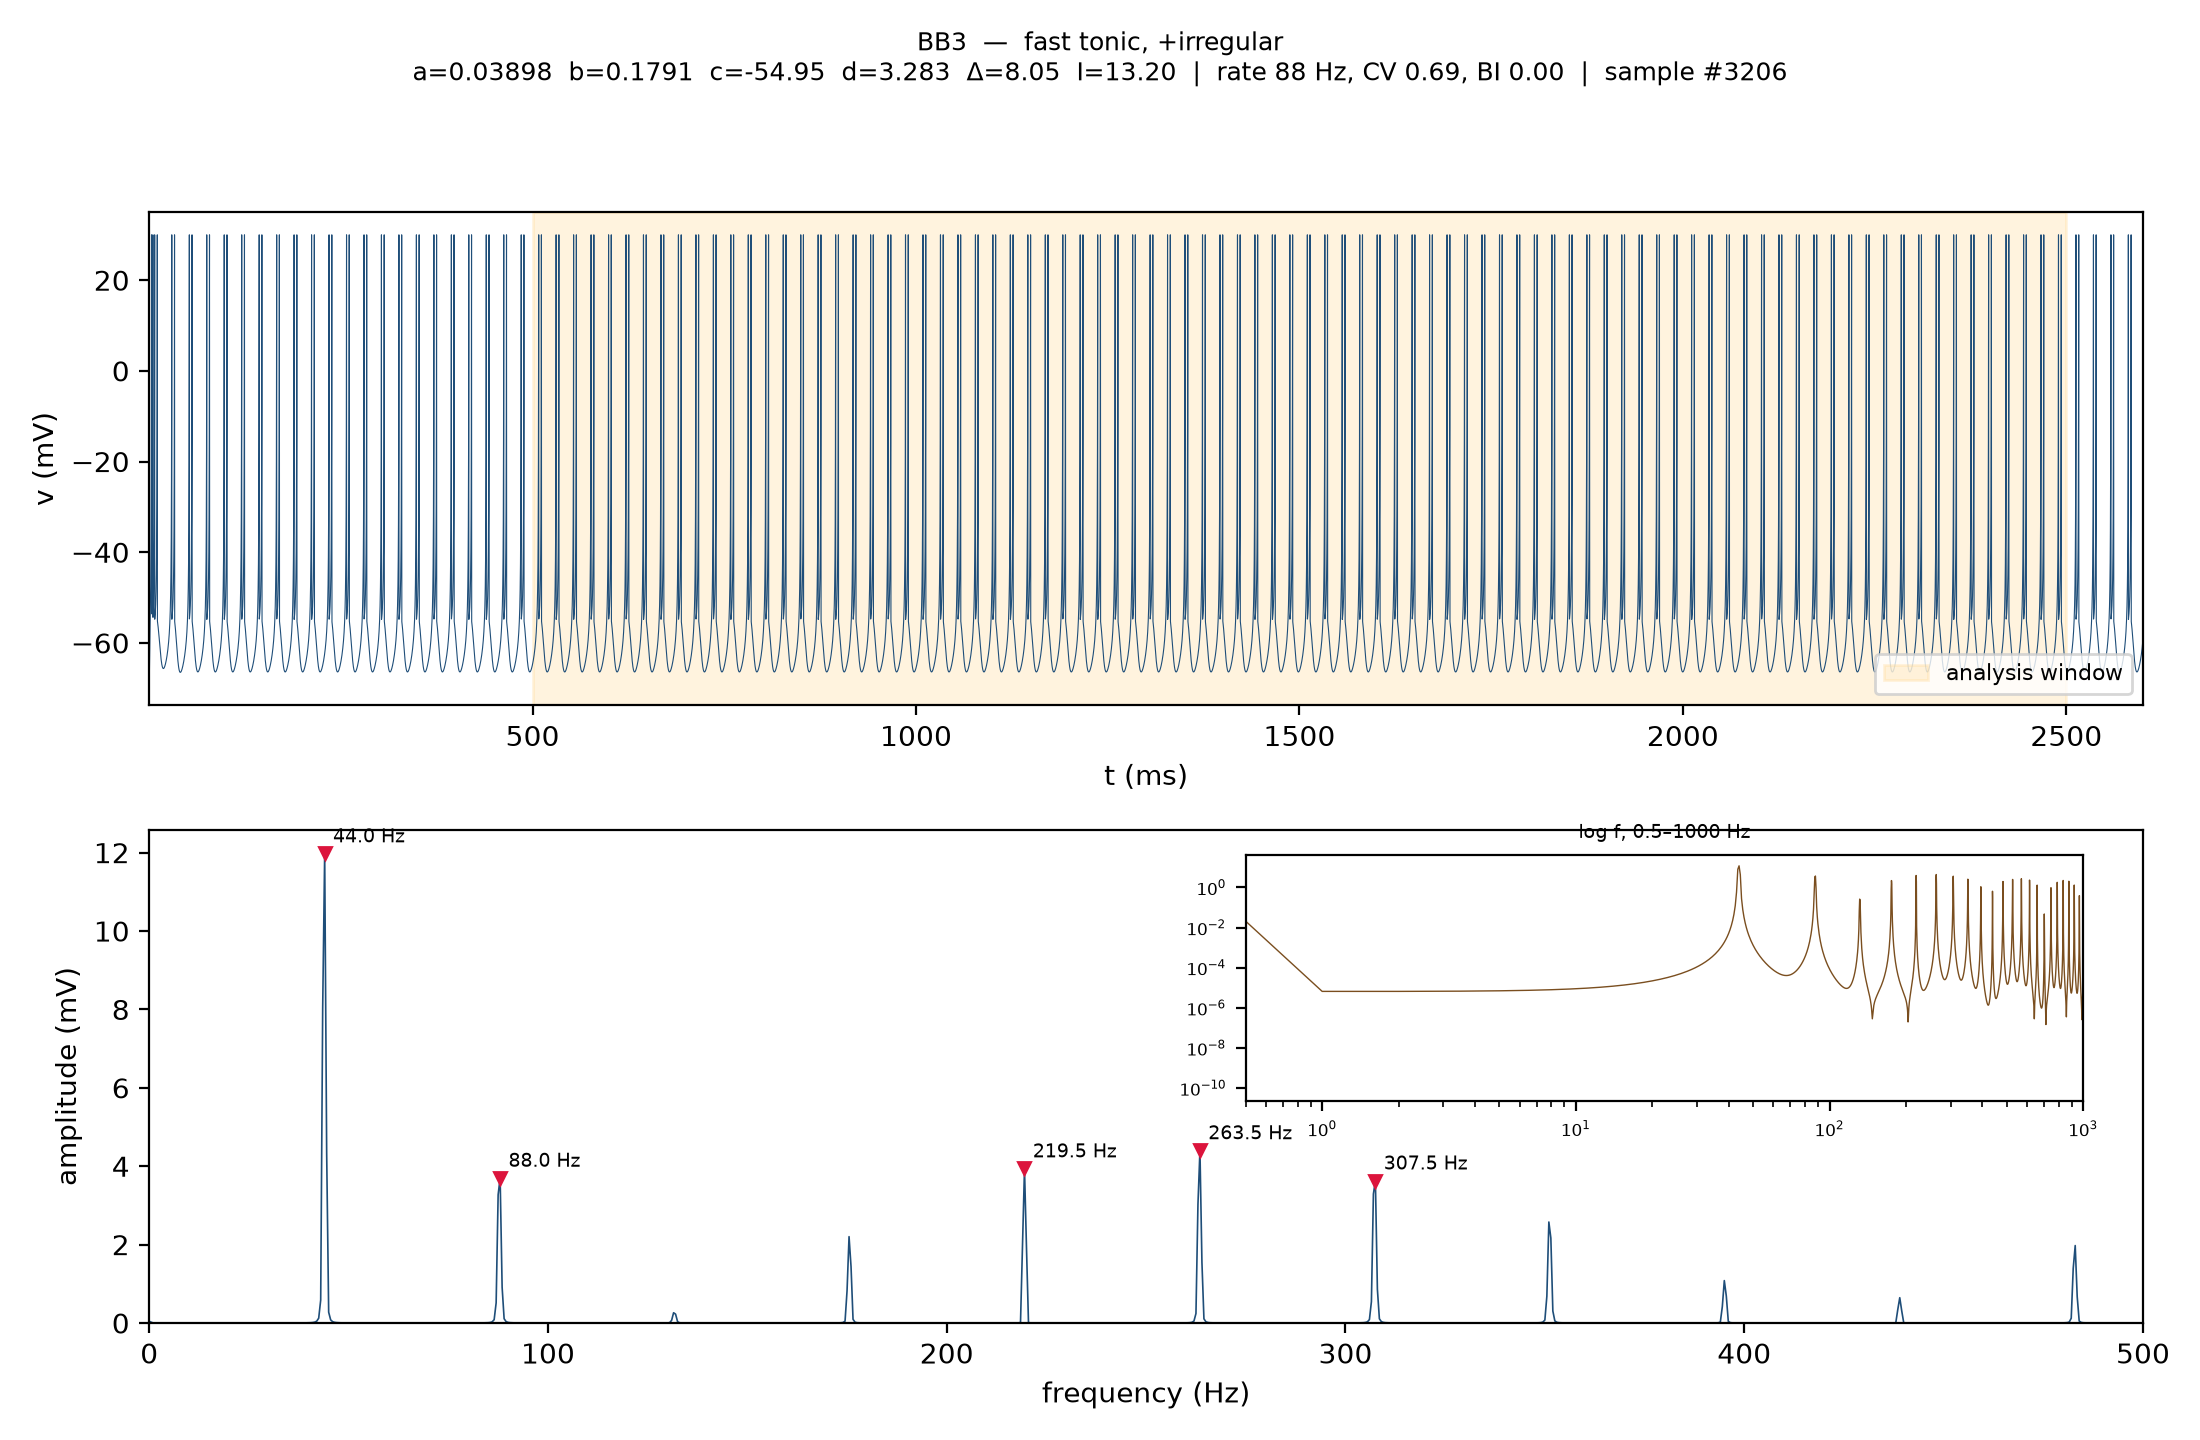 BB3 — fast tonic, +irregular
a=0.03898 b=0.1791 c=-54.95 d=3.283 Δ=8.05 I=13.20 | rate 88 Hz, CV 0.69, BI 0.00 | sample #3206
20
0
−20
−40
−60
v (mV)
analysis window
500
1000
1500
2000
2500
t (ms)
44.0 Hz
88.0 Hz
219.5 Hz
263.5 Hz
307.5 Hz
log f, 0.5–1000 Hz
10⁰
10⁻²
10⁻⁴
10⁻⁶
10⁻⁸
10⁻¹⁰
10⁰
10¹
10²
10³
12
10
8
6
4
2
0
amplitude (mV)
0
100
200
300
400
500
frequency (Hz)